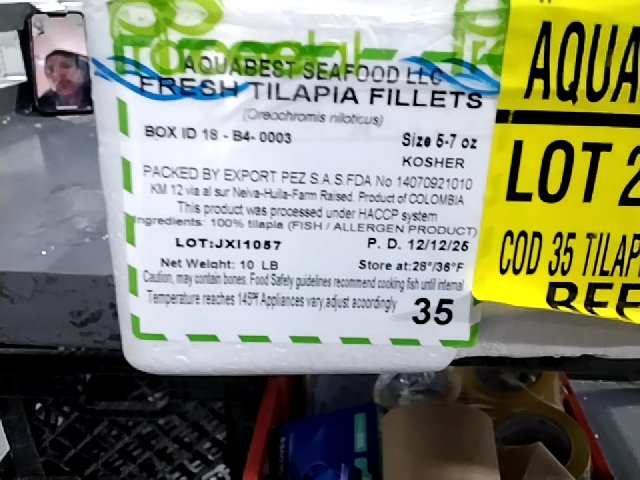 AQUABEST SEAFOOD LLC
FRESH TILAPIA FILLETS
(Oreochromis niloticus)
BOX ID 18 - B4- 0003
Size 5-7 oz
KOSHER
PACKED BY EXPORT PEZ S.A.S.FDA No 14070921010
KM 12 via al sur Neiva-Huila-Farm Raised. Product of COLOMBIA
This product was processed under HACCP system
Ingredients: 100% tilapia (FISH / ALLERGEN PRODUCT)
LOT:JXI1057
P. D. 12/12/25
Net Weight: 10 LB
Store at:28°/36°F
Caution, may contain bones. Food Safety guidelines recommend cooking fish until internal
Temperature reaches 145°F Appliances vary,adjust acoordingly
35
AQUA
LOT 2
COD 35 TILAP